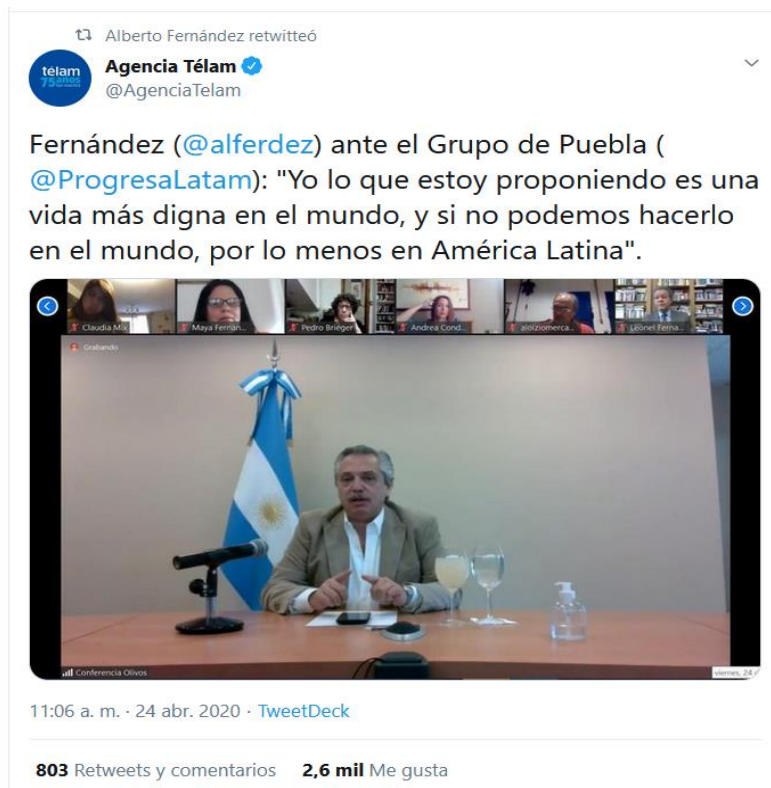 Alberto Fernández retwitteó
télam
75 años
Agencia Télam
@AgenciaTelam
Fernández (@alferdez) ante el Grupo de Puebla (
@ProgresaLatam): "Yo lo que estoy proponiendo es una
vida más digna en el mundo, y si no podemos hacerlo
en el mundo, por lo menos en América Latina".
Claudia Mix
Maya Fernan...
Pedro Brieger
Andrea Cond...
aloiziomerca...
Leonel Ferna...
Grabando
Conferencia Olivos
viernes, 24
11:06 a. m. · 24 abr. 2020 · TweetDeck
803 Retweets y comentarios 2,6 mil Me gusta